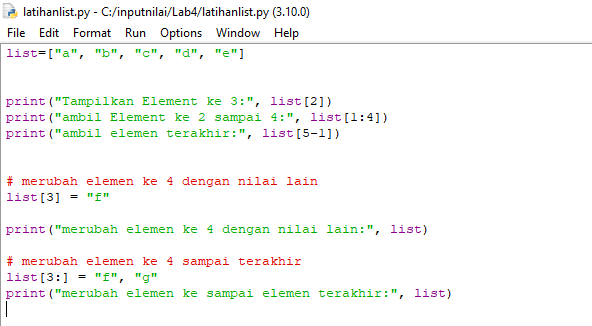 latihanlist.py - C:/inputnilai/Lab4/latihanlist.py (3.10.0)
File Edit Format Run Options Window Help
list=["a", "b", "c", "d", "e"]
print("Tampilkan Element ke 3:", list[2])
print("ambil Element ke 2 sampai 4:", list[1:4])
print("ambil elemen terakhir:", list[5-1])
# merubah elemen ke 4 dengan nilai lain
list[3] = "f"
print("merubah elemen ke 4 dengan nilai lain:", list)
# merubah elemen ke 4 sampai terakhir
list[3:] = "f", "g"
print("merubah elemen ke sampai elemen terakhir:", list)